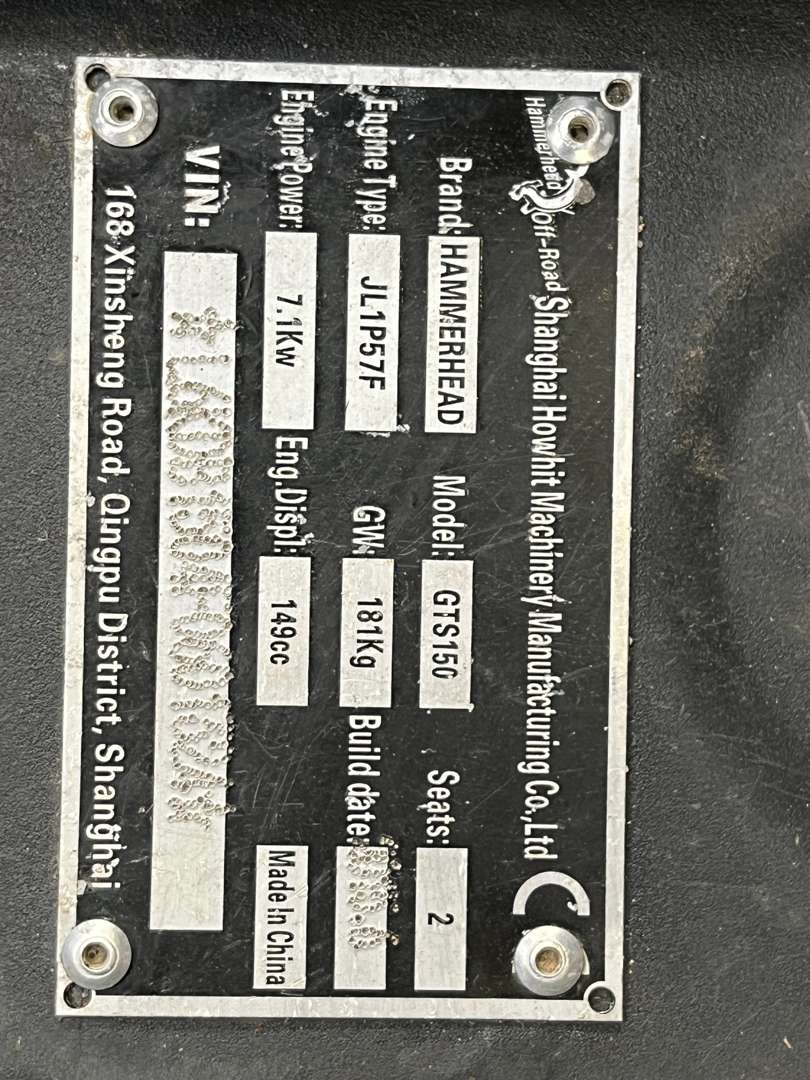 Hammerhead Off-Road Shanghai Howhit Machinery Manufacturing Co.,Ltd
Brand: HAMMERHEAD Model: GTS150 Seats: 2
Engine Type: JL1P57F GW: 181Kg Build date:
Engine Power: 7.1Kw Eng.Displ: 149cc Made In China
VIN:
168 Xinsheng Road, Qingpu District, Shanghai